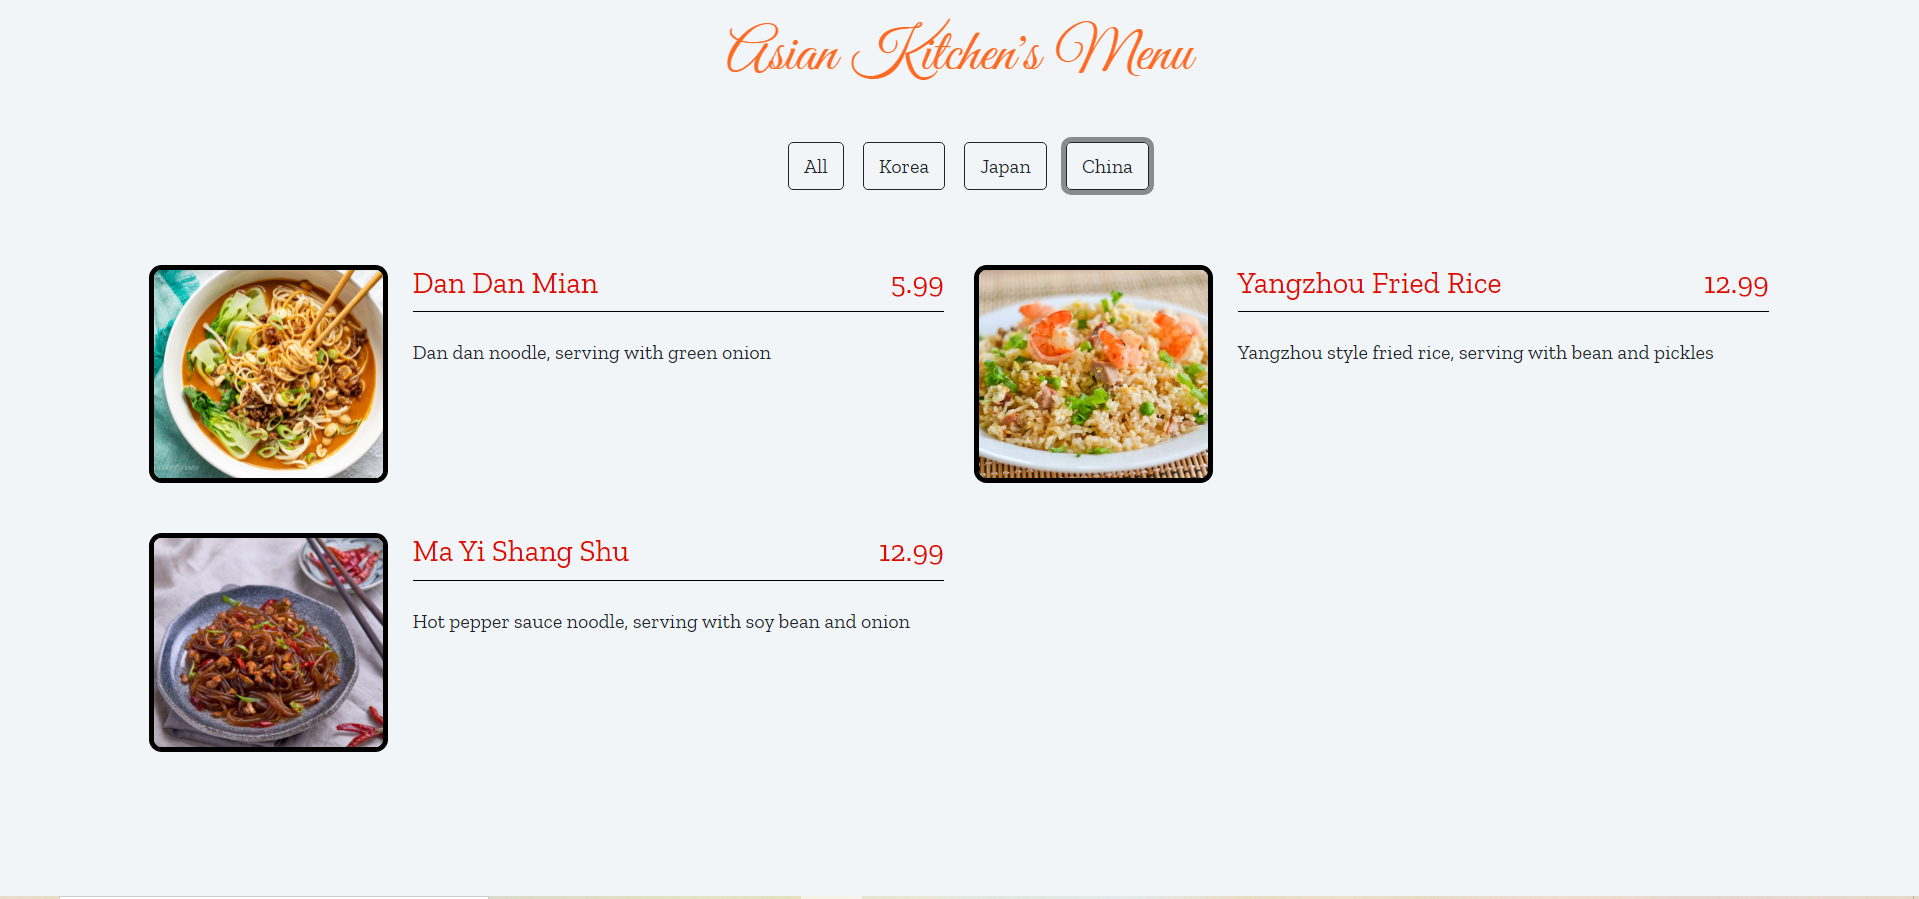 Asian Kitchen's Menu
All
Korea
Japan
China
Dan Dan Mian
5.99
Dan dan noodle, serving with green onion
Yangzhou Fried Rice
12.99
Yangzhou style fried rice, serving with bean and pickles
Ma Yi Shang Shu
12.99
Hot pepper sauce noodle, serving with soy bean and onion